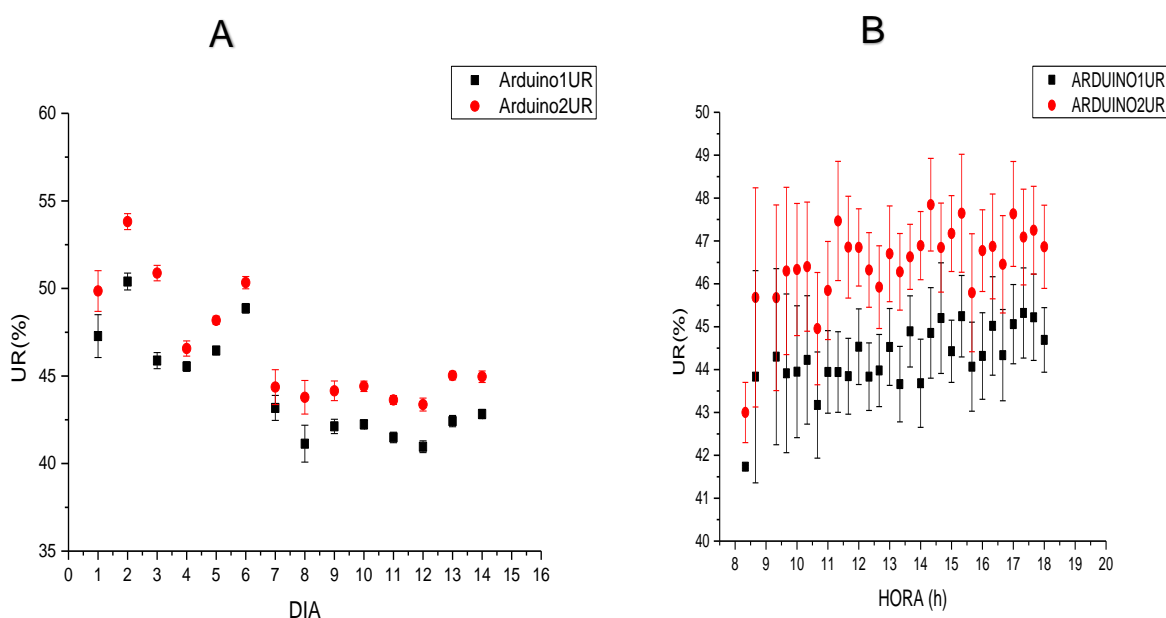 A
Arduino1UR
Arduino2UR
60
55
50
45
40
35
UR(%)
0 1 2 3 4 5 6 7 8 9 10 11 12 13 14 15 16
DIA
B
ARDUINO1UR
ARDUINO2UR
50
49
48
47
46
45
44
43
42
41
40
UR(%)
8 9 10 11 12 13 14 15 16 17 18 19 20
HORA (h)